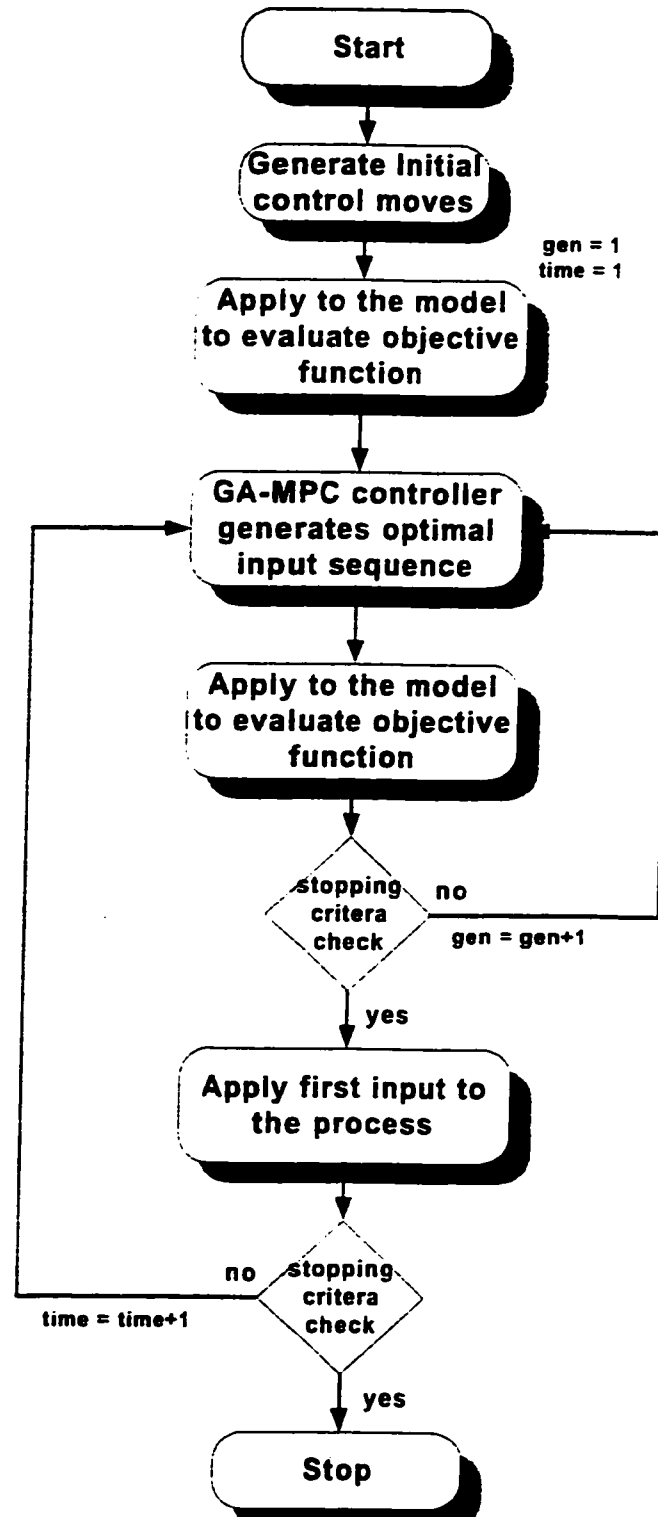 Start
Generate Initial
control moves
gen = 1
time = 1
Apply to the model
to evaluate objective
function
GA-MPC controller
generates optimal
input sequence
Apply to the model
to evaluate objective
function
stopping
critera
check
no
gen = gen+1
yes
Apply first input to
the process
no
stopping
critera
check
time = time+1
yes
Stop